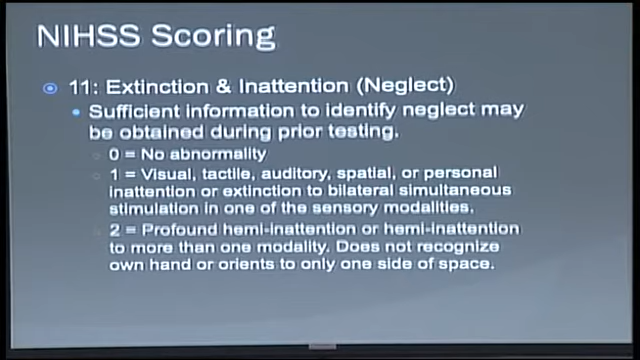 NIHSS Scoring
11: Extinction & Inattention (Neglect)
Sufficient information to identify neglect may
be obtained during prior testing.
0 = No abnormality
1 = Visual, tactile, auditory, spatial, or personal
inattention or extinction to bilateral simultaneous
stimulation in one of the sensory modalities.
2 = Profound hemi-inattention or hemi-inattention
to more than one modality. Does not recognize
own hand or orients to only one side of space.